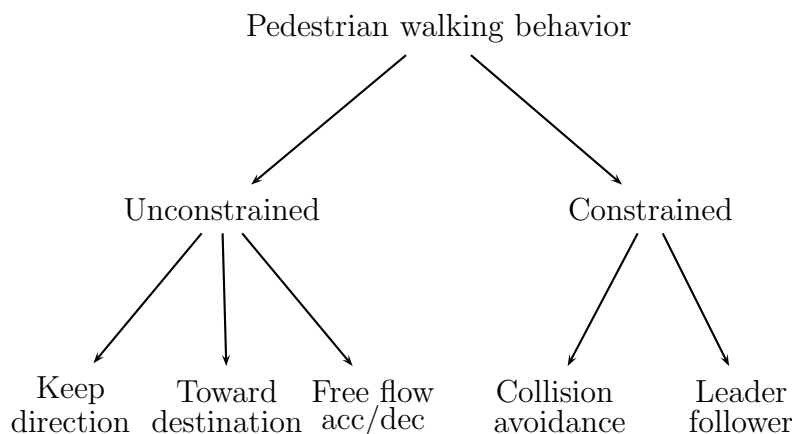 Pedestrian walking behavior
Unconstrained
Constrained
Keep
direction
Toward
destination
Free flow
acc/dec
Collision
avoidance
Leader
follower